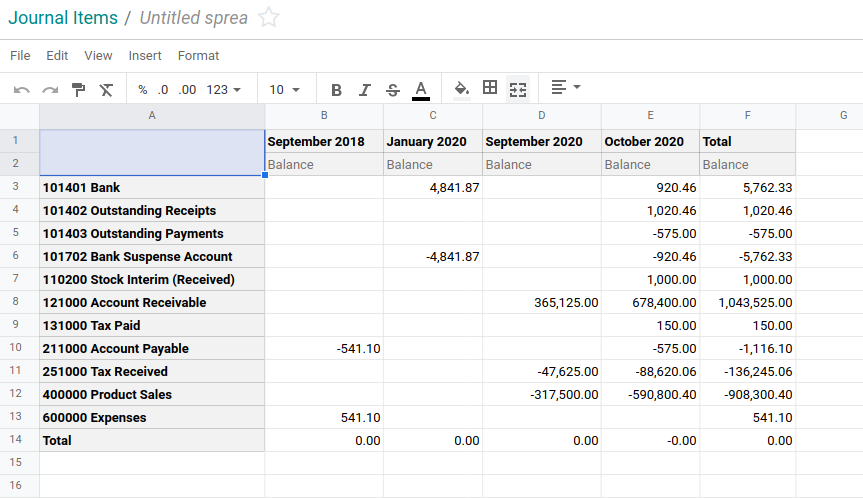 Journal Items / Untitled sprea
File Edit View Insert Format
% .0 .00 123 10 B I S A
A B C D E F G
1 September 2018 January 2020 September 2020 October 2020 Total
2 Balance Balance Balance Balance Balance
3 101401 Bank 4,841.87 920.46 5,762.33
4 101402 Outstanding Receipts 1,020.46 1,020.46
5 101403 Outstanding Payments -575.00 -575.00
6 101702 Bank Suspense Account -4,841.87 -920.46 -5,762.33
7 110200 Stock Interim (Received) 1,000.00 1,000.00
8 121000 Account Receivable 365,125.00 678,400.00 1,043,525.00
9 131000 Tax Paid 150.00 150.00
10 211000 Account Payable -541.10 -575.00 -1,116.10
11 251000 Tax Received -47,625.00 -88,620.06 -136,245.06
12 400000 Product Sales -317,500.00 -590,800.40 -908,300.40
13 600000 Expenses 541.10 541.10
14 Total 0.00 0.00 0.00 -0.00 0.00
15
16